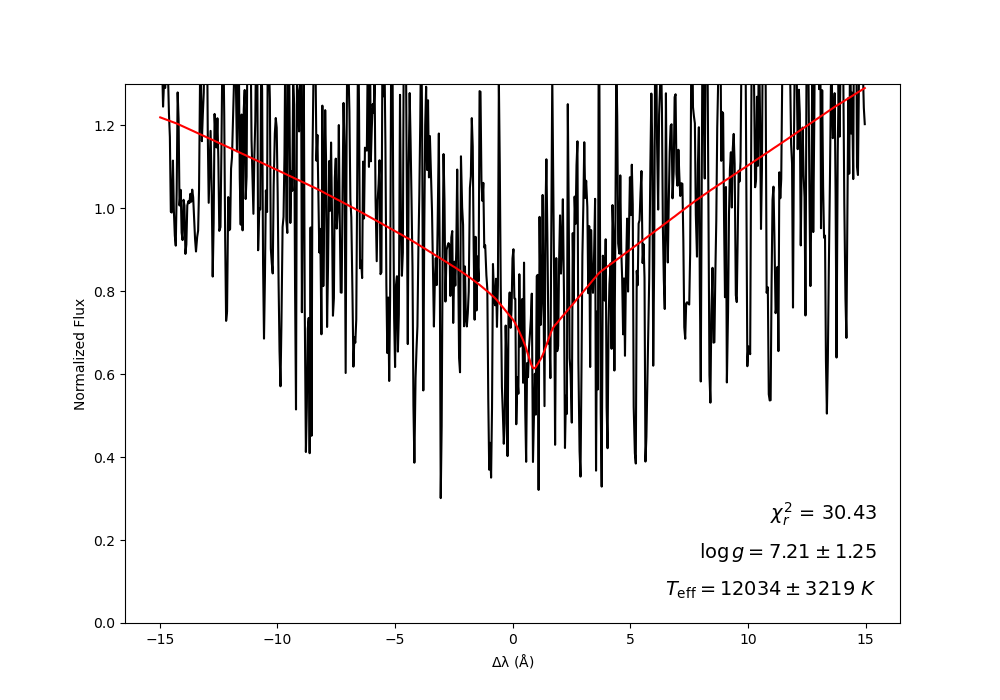 1.2
1.0
0.8
0.6
0.4
0.2
0.0
Normalized Flux
χ²ᵣ = 30.43
log g = 7.21 ± 1.25
T_eff = 12034 ± 3219 K
−15 −10 −5 0 5 10 15
Δλ (Å)